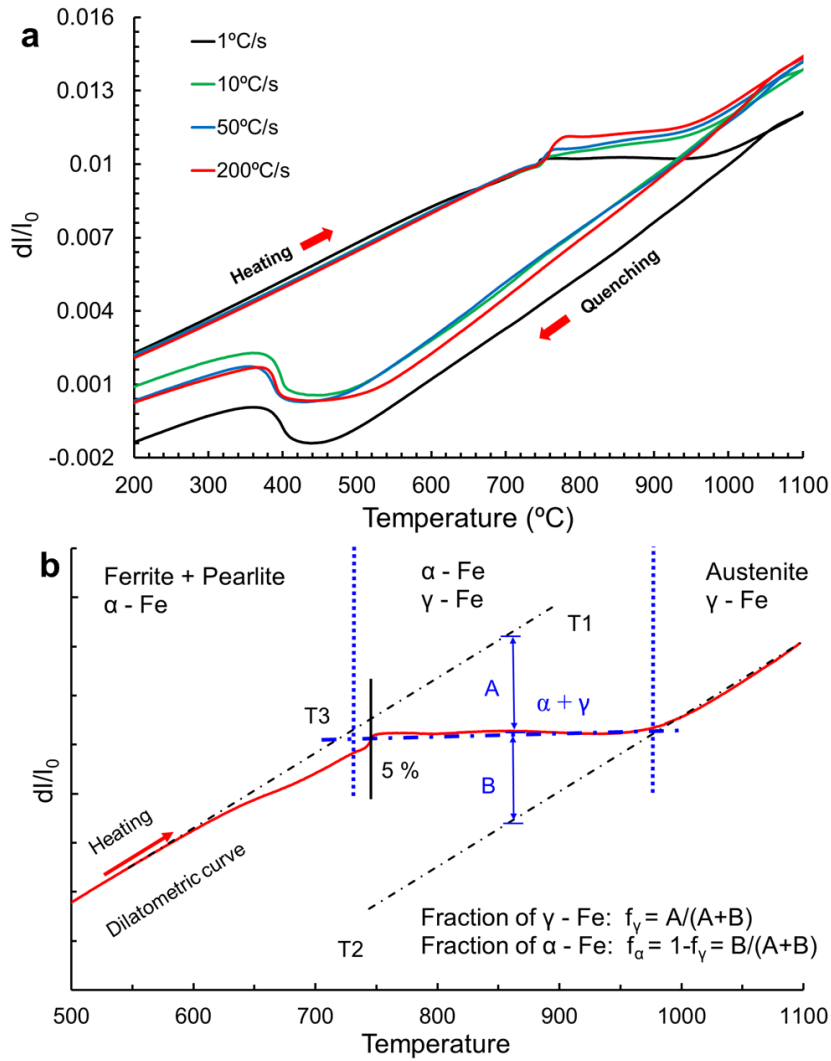 a
0.016
0.013
0.01
0.007
0.004
0.001
-0.002
dl/l₀
1ºC/s
10ºC/s
50ºC/s
200ºC/s
Heating
Quenching
200 300 400 500 600 700 800 900 1000 1100
Temperature (ºC)
b
Ferrite + Pearlite
α - Fe
α - Fe
γ - Fe
Austenite
γ - Fe
T1
A
α + γ
T3
5 %
B
dl/l₀
Heating
Dilatometric curve
T2
Fraction of γ - Fe: fγ = A/(A+B)
Fraction of α - Fe: fα = 1-fγ = B/(A+B)
500 600 700 800 900 1000 1100
Temperature